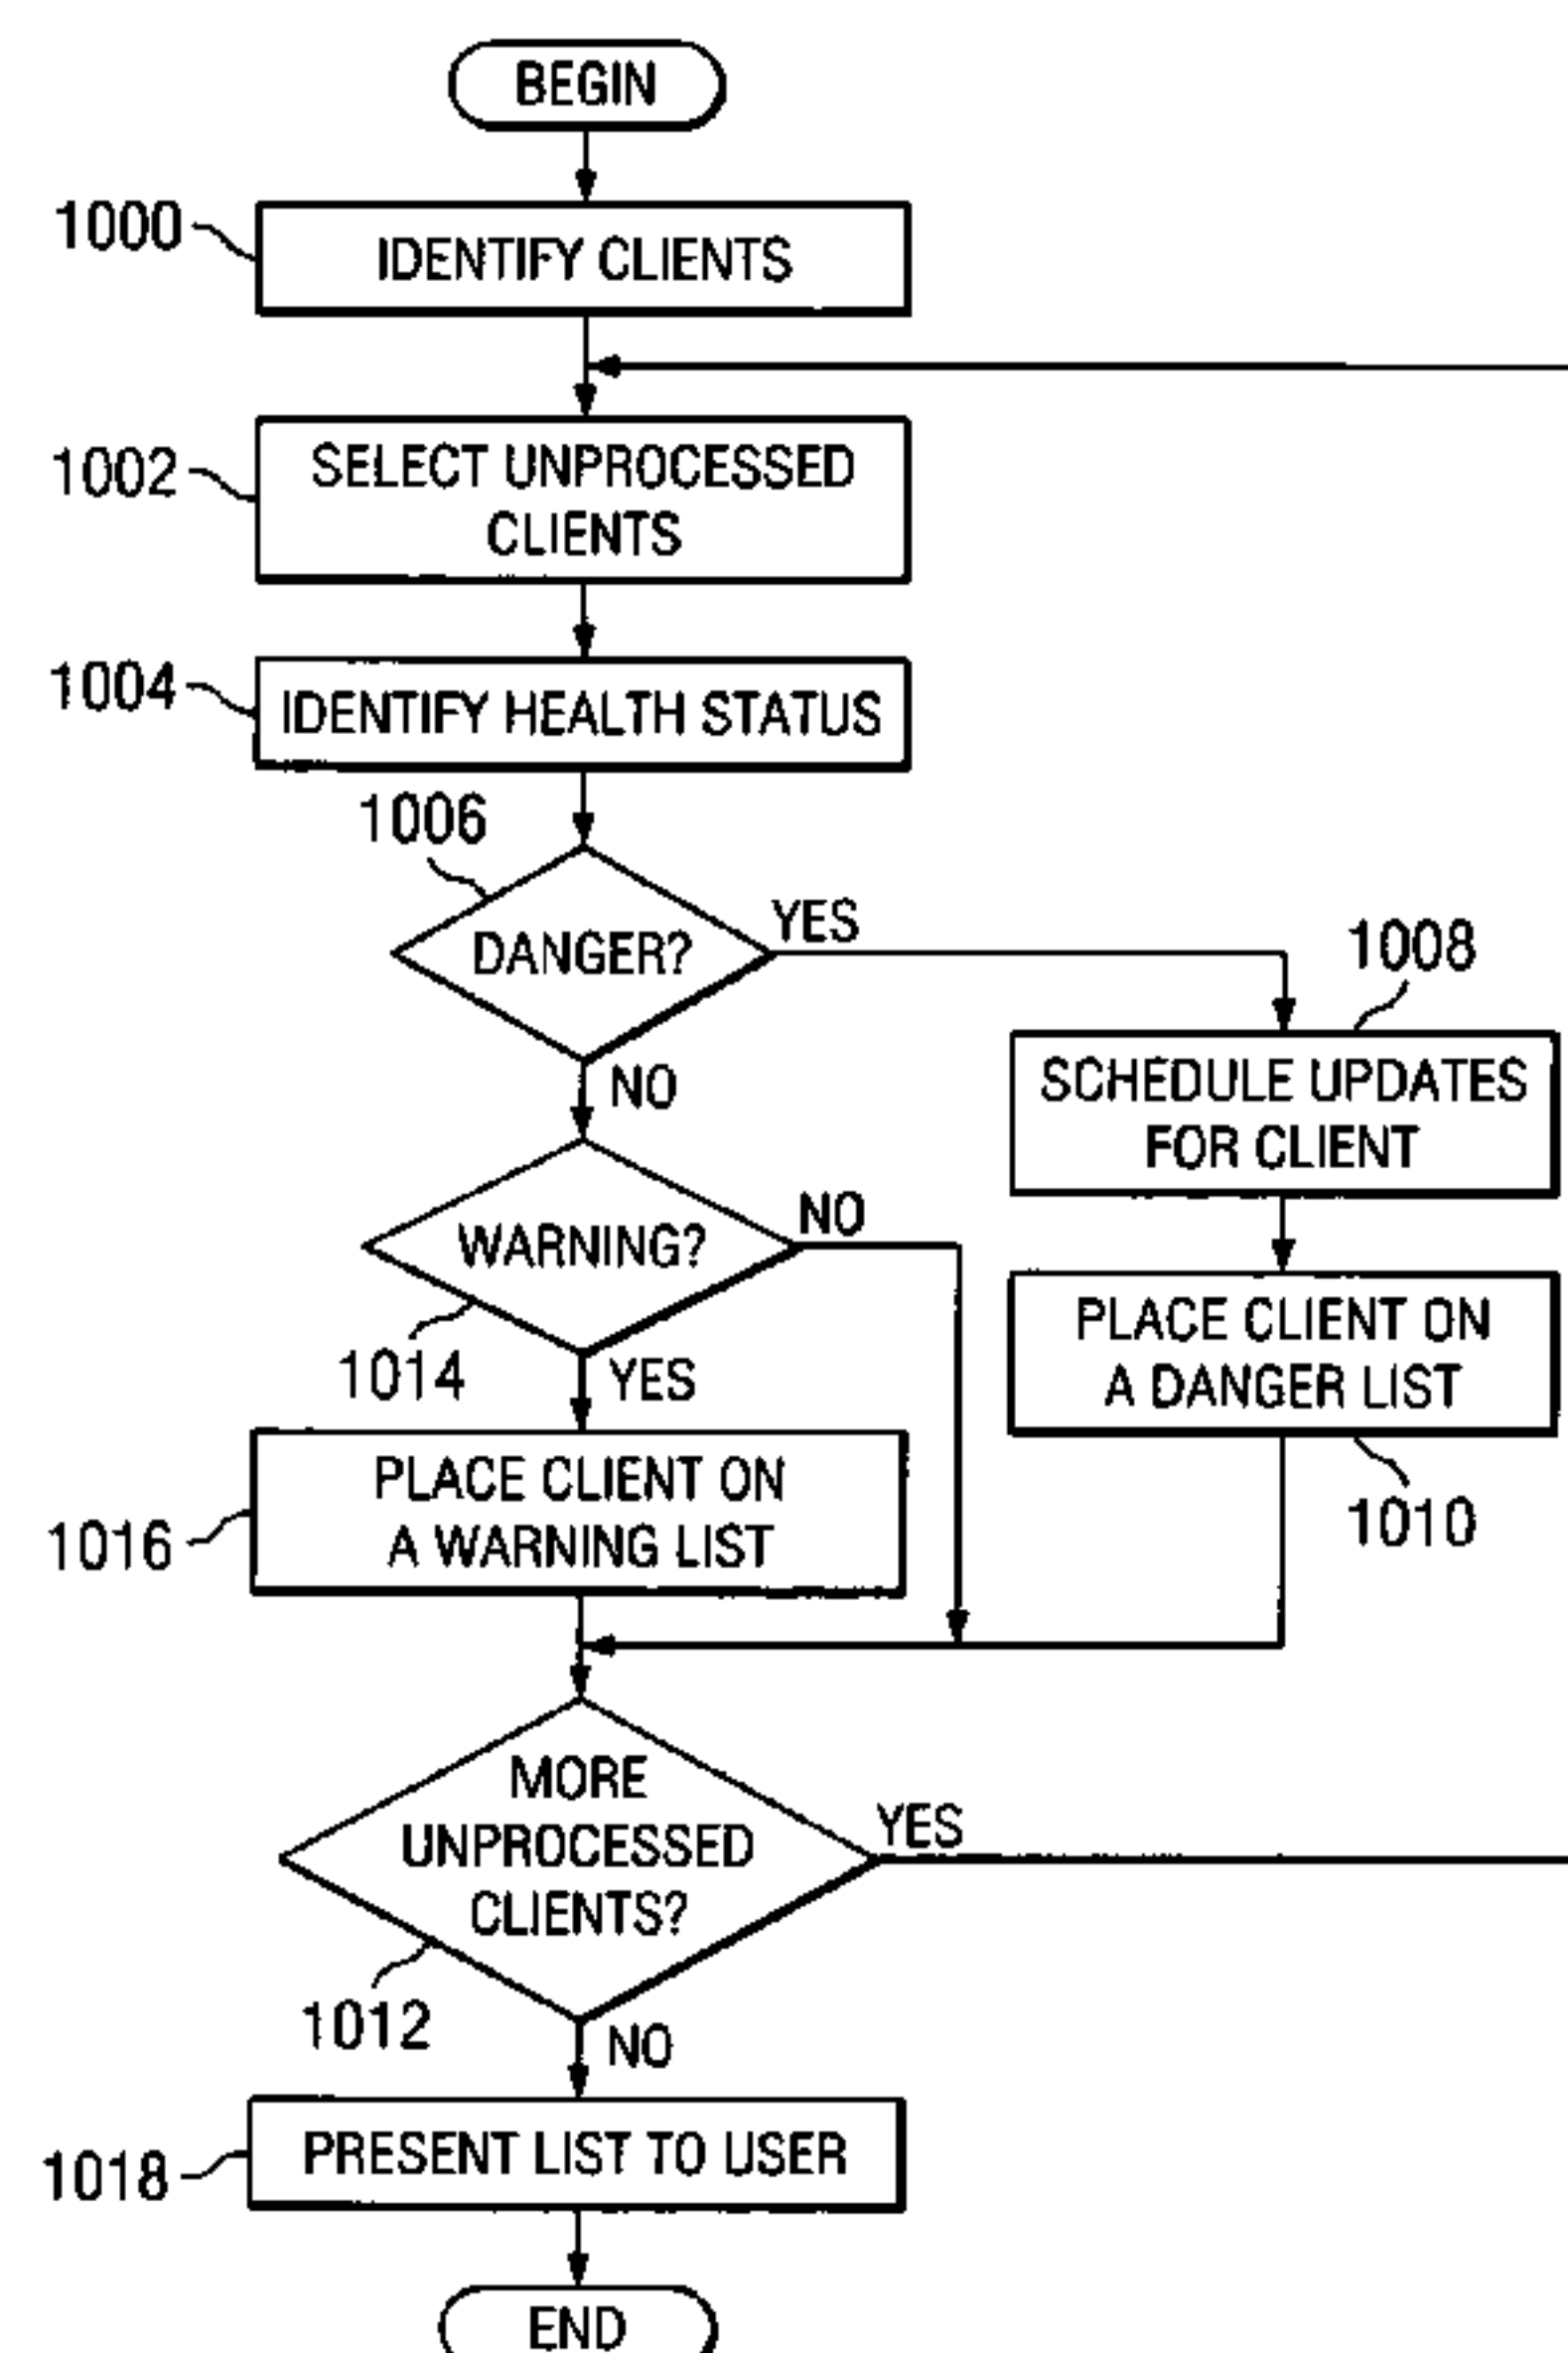 BEGIN
1000
IDENTIFY CLIENTS
1002
SELECT UNPROCESSED
CLIENTS
1004
IDENTIFY HEALTH STATUS
1006
DANGER?
YES
1008
SCHEDULE UPDATES
FOR CLIENT
NO
WARNING?
NO
1014
YES
PLACE CLIENT ON
A DANGER LIST
1010
1016
PLACE CLIENT ON
A WARNING LIST
MORE
UNPROCESSED
CLIENTS?
YES
1012
NO
1018
PRESENT LIST TO USER
END